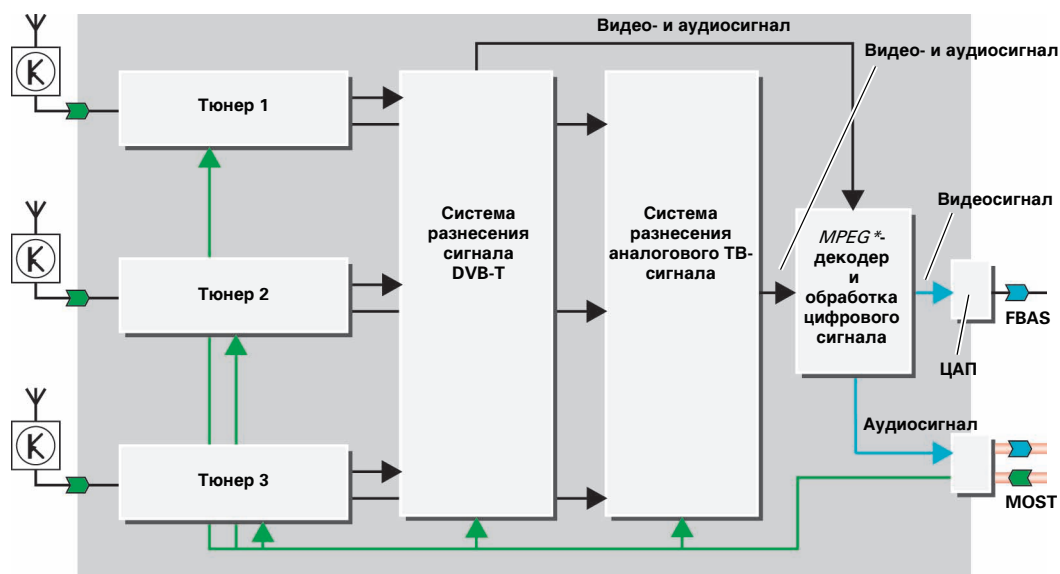 Видео- и аудиосигнал
Видео- и аудиосигнал
Тюнер 1
Тюнер 2
Тюнер 3
Система
разнесения
сигнала
DVB-T
Система
разнесения
аналогового ТВ-
сигнала
MPEG*-
декодер
и
обработка
цифрового
сигнала
Видеосигнал
FBAS
ЦАП
Аудиосигнал
MOST